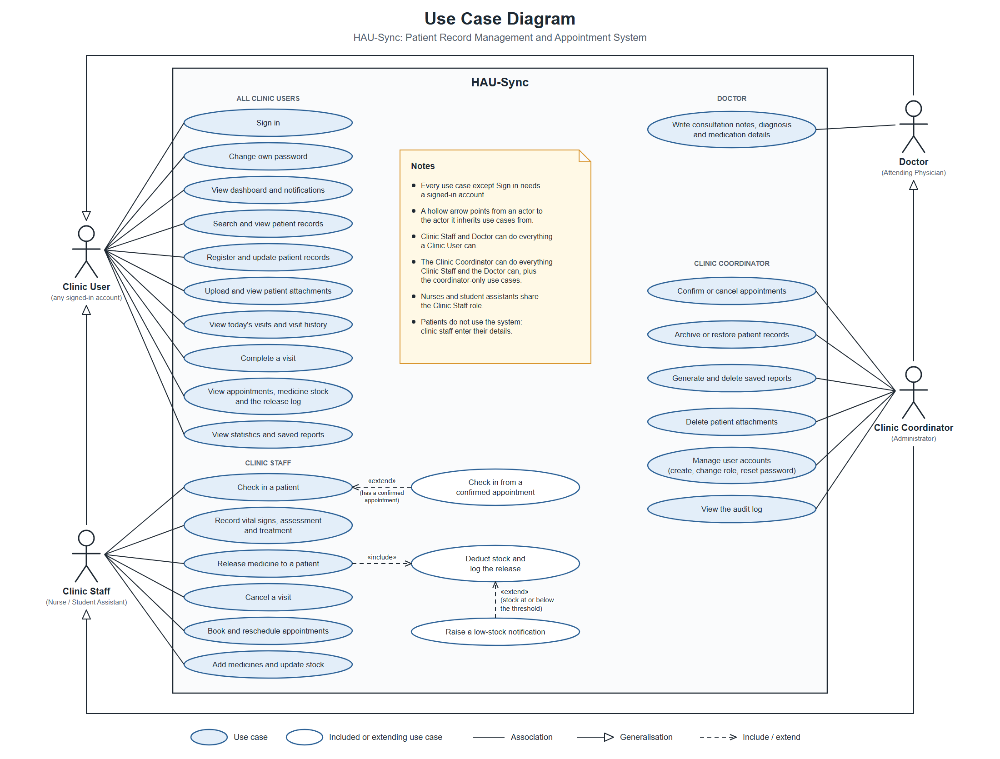 Use Case Diagram
HAU-Sync: Patient Record Management and Appointment System
HAU-Sync
ALL CLINIC USERS
Sign in
Change own password
View dashboard and notifications
Search and view patient records
Register and update patient records
Upload and view patient attachments
View today's visits and visit history
Complete a visit
View appointments, medicine stock
and the release log
View statistics and saved reports
Clinic User
(any signed-in account)
CLINIC STAFF
Check in a patient
Record vital signs, assessment
and treatment
Release medicine to a patient
Cancel a visit
Book and reschedule appointments
Add medicines and update stock
Clinic Staff
(Nurse / Student Assistant)
Notes
Every use case except Sign in needs
a signed-in account.
A hollow arrow points from an actor to
the actor it inherits use cases from.
Clinic Staff and Doctor can do everything
a Clinic User can.
The Clinic Coordinator can do everything
Clinic Staff and the Doctor can, plus
the coordinator-only use cases.
Nurses and student assistants share
the Clinic Staff role.
Patients do not use the system:
clinic staff enter their details.
«extend»
(has a confirmed
appointment)
Check in from a
confirmed appointment
«include»
Deduct stock and
log the release
«extend»
(stock at or below
the threshold)
Raise a low-stock notification
DOCTOR
Write consultation notes, diagnosis
and medication details
Doctor
(Attending Physician)
CLINIC COORDINATOR
Confirm or cancel appointments
Archive or restore patient records
Generate and delete saved reports
Delete patient attachments
Manage user accounts
(create, change role, reset password)
View the audit log
Clinic Coordinator
(Administrator)
Use case
Included or extending use case
Association
Generalisation
Include / extend